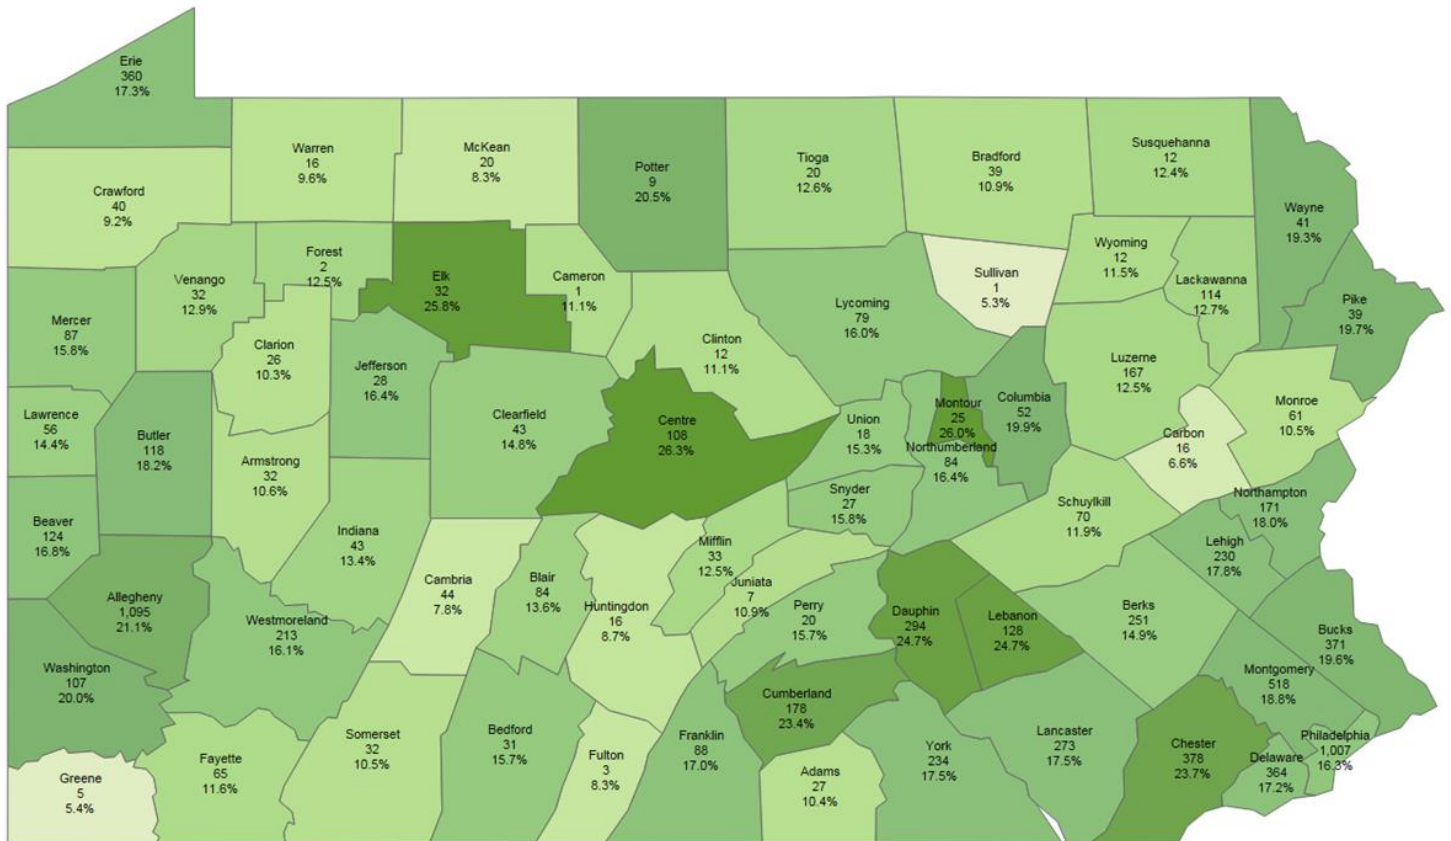 Erie
360
17.3%
Warren
16
9.6%
McKean
20
8.3%
Potter
9
20.5%
Tioga
20
12.6%
Bradford
39
10.9%
Susquehanna
12
12.4%
Wayne
41
19.3%
Crawford
40
9.2%
Venango
32
12.9%
Forest
2
12.5%
Elk
32
25.8%
Cameron
1
11.1%
Sullivan
1
5.3%
Wyoming
12
11.5%
Lackawanna
114
12.7%
Pike
39
19.7%
Mercer
87
15.8%
Clarion
26
10.3%
Jefferson
28
16.4%
Clinton
12
11.1%
Lycoming
79
16.0%
Luzerne
167
12.5%
Lawrence
56
14.4%
Butler
118
18.2%
Clearfield
43
14.8%
Centre
108
26.3%
Union
18
15.3%
Montour
25
26.0%
Columbia
52
19.9%
Northumberland
84
16.4%
Carbon
16
6.6%
Monroe
61
10.5%
Armstrong
32
10.6%
Snyder
27
15.8%
Schuylkill
70
11.9%
Northampton
171
18.0%
Beaver
124
16.8%
Indiana
43
13.4%
Mifflin
33
12.5%
Lehigh
230
17.8%
Allegheny
1,095
21.1%
Westmoreland
213
16.1%
Cambria
44
7.8%
Blair
84
13.6%
Huntingdon
16
8.7%
Juniata
7
10.9%
Perry
20
15.7%
Dauphin
294
24.7%
Lebanon
128
24.7%
Berks
251
14.9%
Bucks
371
19.6%
Washington
107
20.0%
Montgomery
518
18.8%
Cumberland
178
23.4%
Somerset
32
10.5%
Bedford
31
15.7%
Fulton
3
8.3%
Franklin
88
17.0%
Adams
27
10.4%
York
234
17.5%
Lancaster
273
17.5%
Chester
378
23.7%
Delaware
364
17.2%
Philadelphia
1,007
16.3%
Greene
5
5.4%
Fayette
65
11.6%